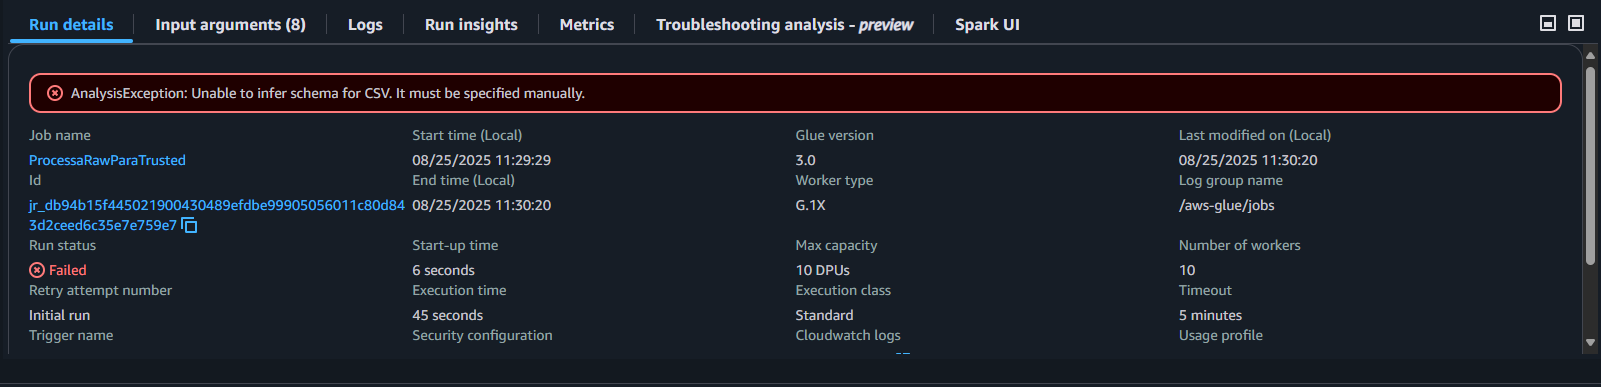 Run details Input arguments (8) Logs Run insights Metrics Troubleshooting analysis - preview Spark UI
AnalysisException: Unable to infer schema for CSV. It must be specified manually.
Job name Start time (Local) Glue version Last modified on (Local)
ProcessaRawParaTrusted 08/25/2025 11:29:29 3.0 08/25/2025 11:30:20
Id End time (Local) Worker type Log group name
jr_db94b15f445021900430489efdbe99905056011c80d84 08/25/2025 11:30:20 G.1X /aws-glue/jobs
3d2ceed6c35e7e759e7
Run status Start-up time Max capacity Number of workers
Failed 6 seconds 10 DPUs 10
Retry attempt number Execution time Execution class Timeout
Initial run 45 seconds Standard 5 minutes
Trigger name Security configuration Cloudwatch logs Usage profile